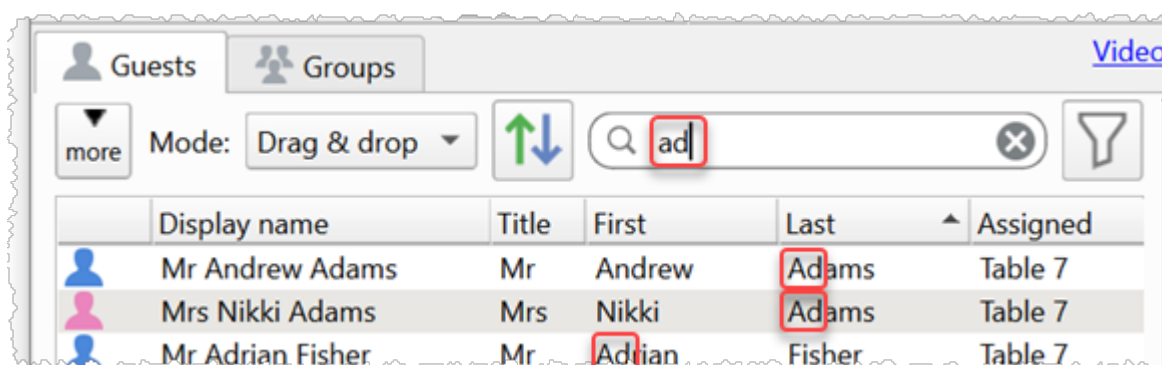 Guests Groups Video
more Mode: Drag & drop ad
Display name Title First Last Assigned
Mr Andrew Adams Mr Andrew Adams Table 7
Mrs Nikki Adams Mrs Nikki Adams Table 7
Mr Adrian Fisher Mr Adrian Fisher Table 7